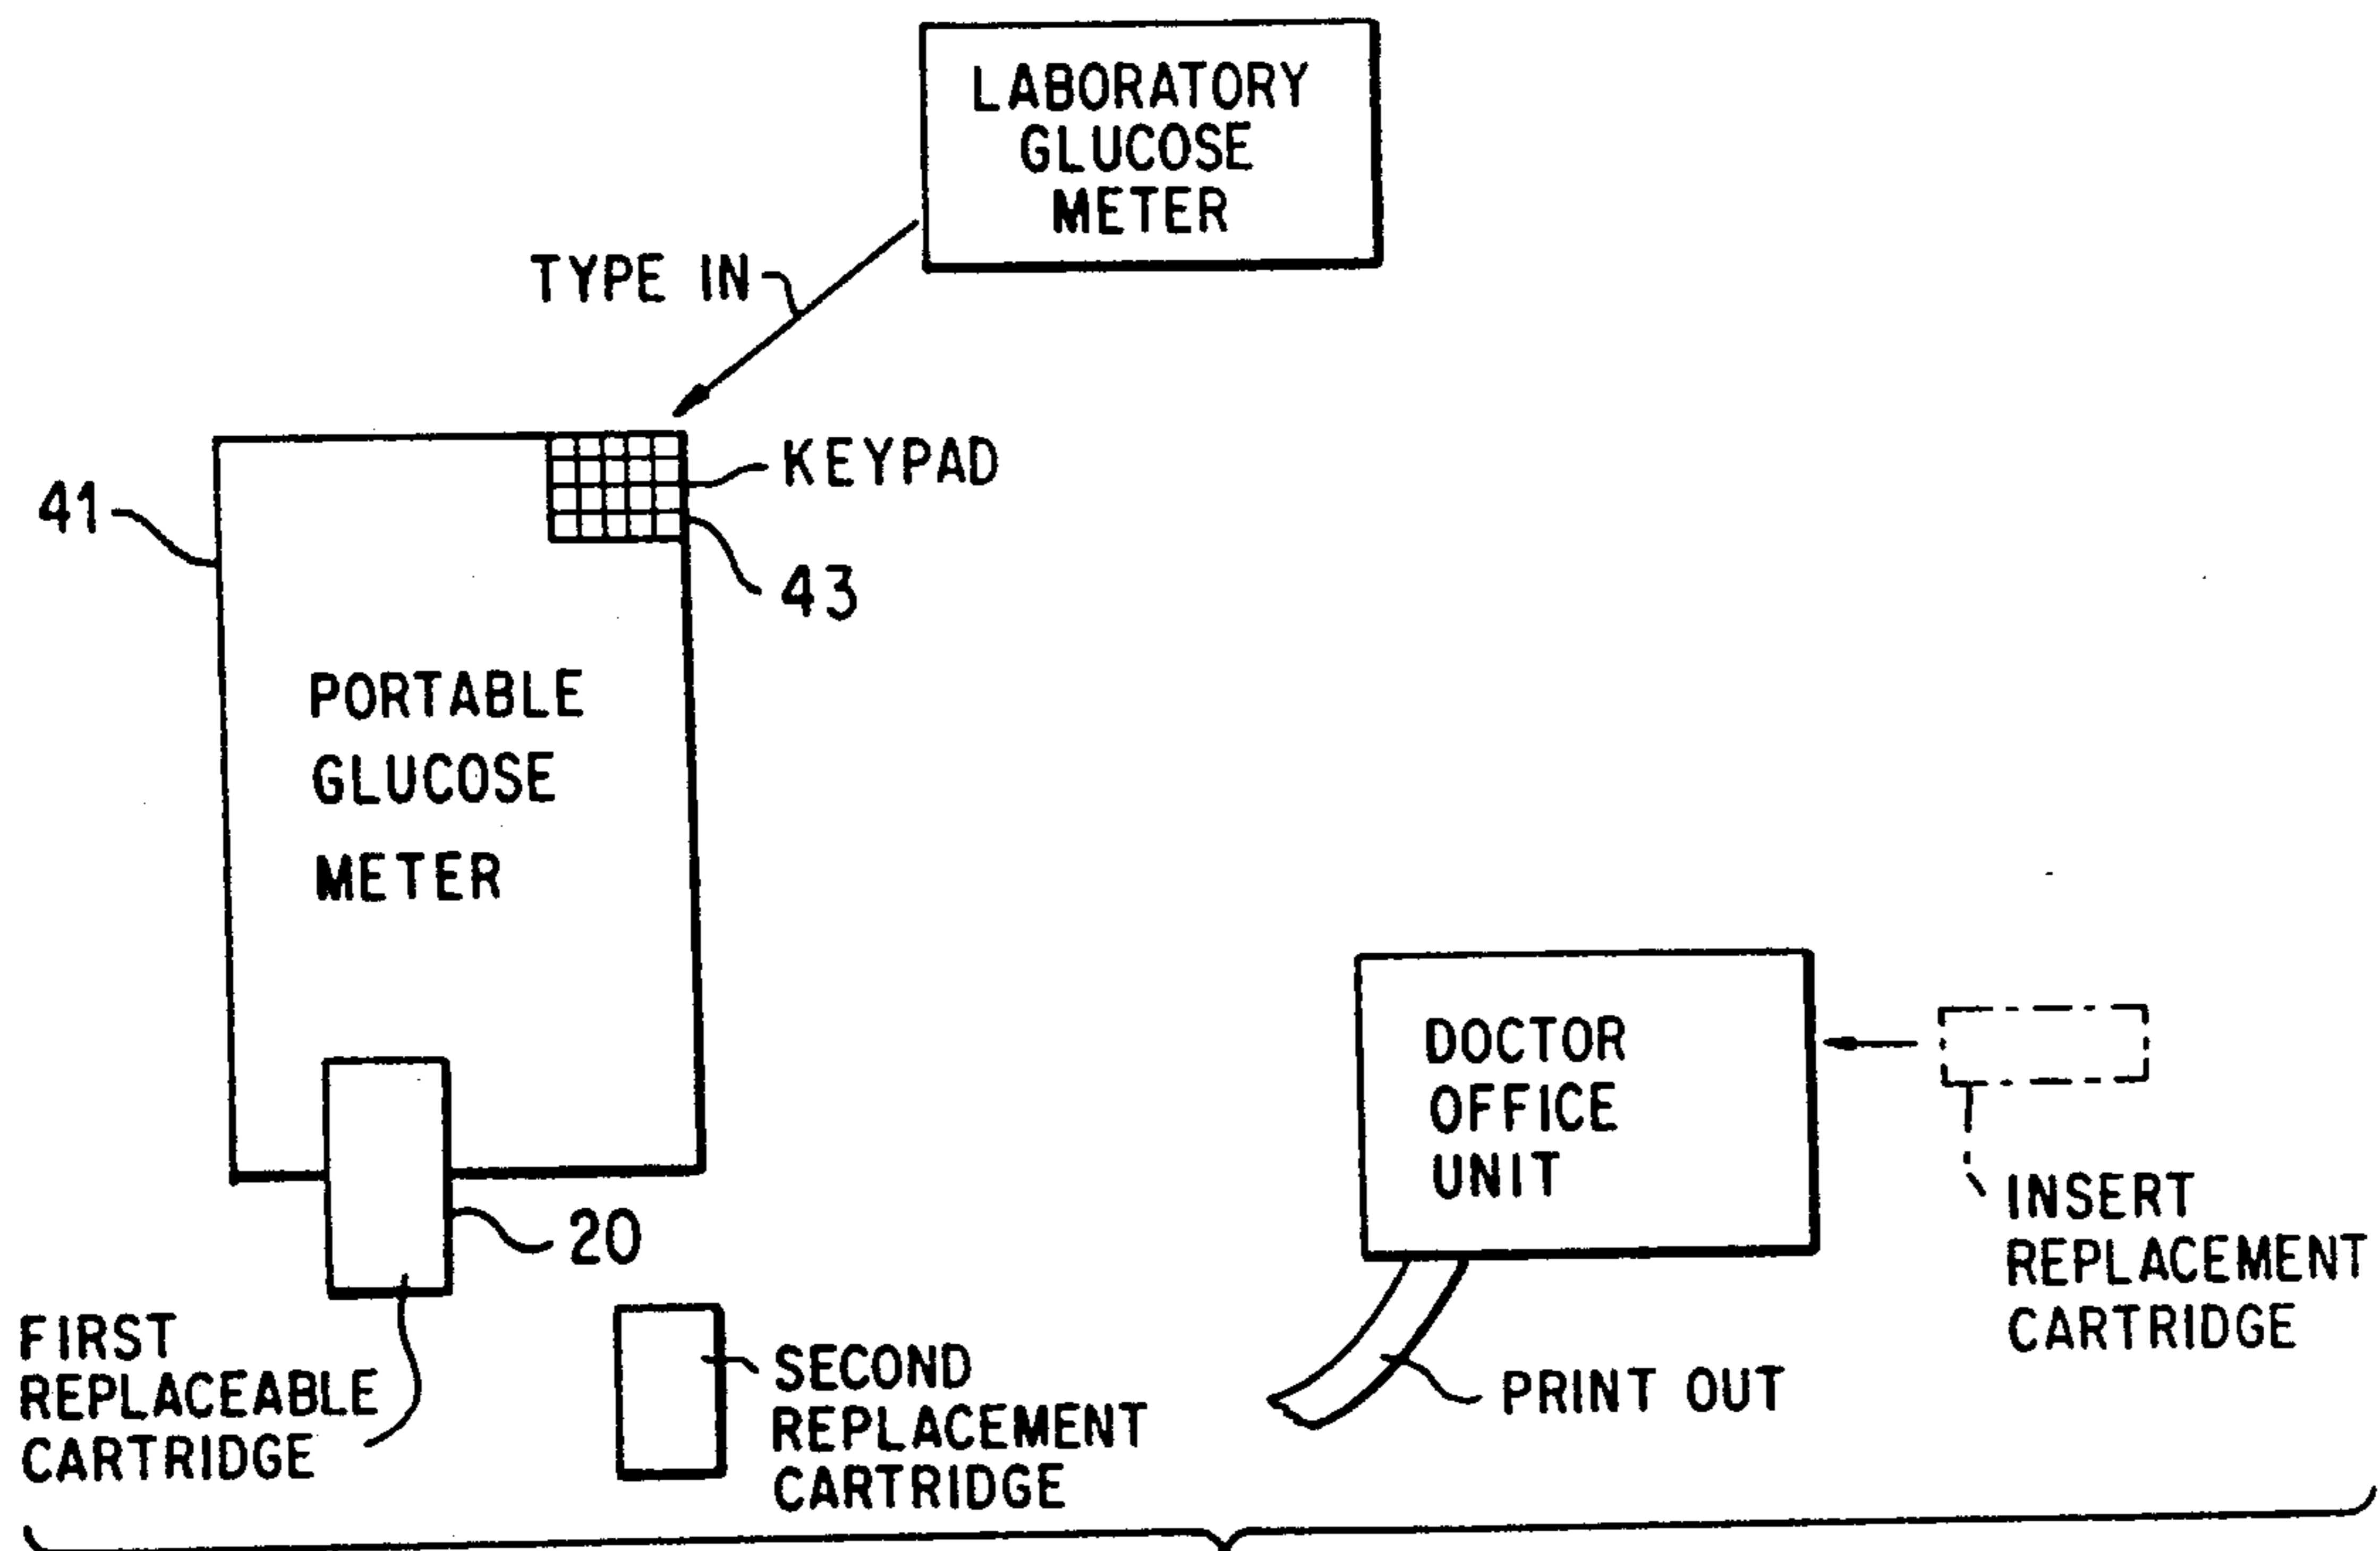 LABORATORY
GLUCOSE
METER
TYPE IN
KEYPAD
41
43
PORTABLE
GLUCOSE
METER
DOCTOR
OFFICE
UNIT
INSERT
REPLACEMENT
CARTRIDGE
20
FIRST
REPLACEABLE
CARTRIDGE
SECOND
REPLACEMENT
CARTRIDGE
PRINT OUT